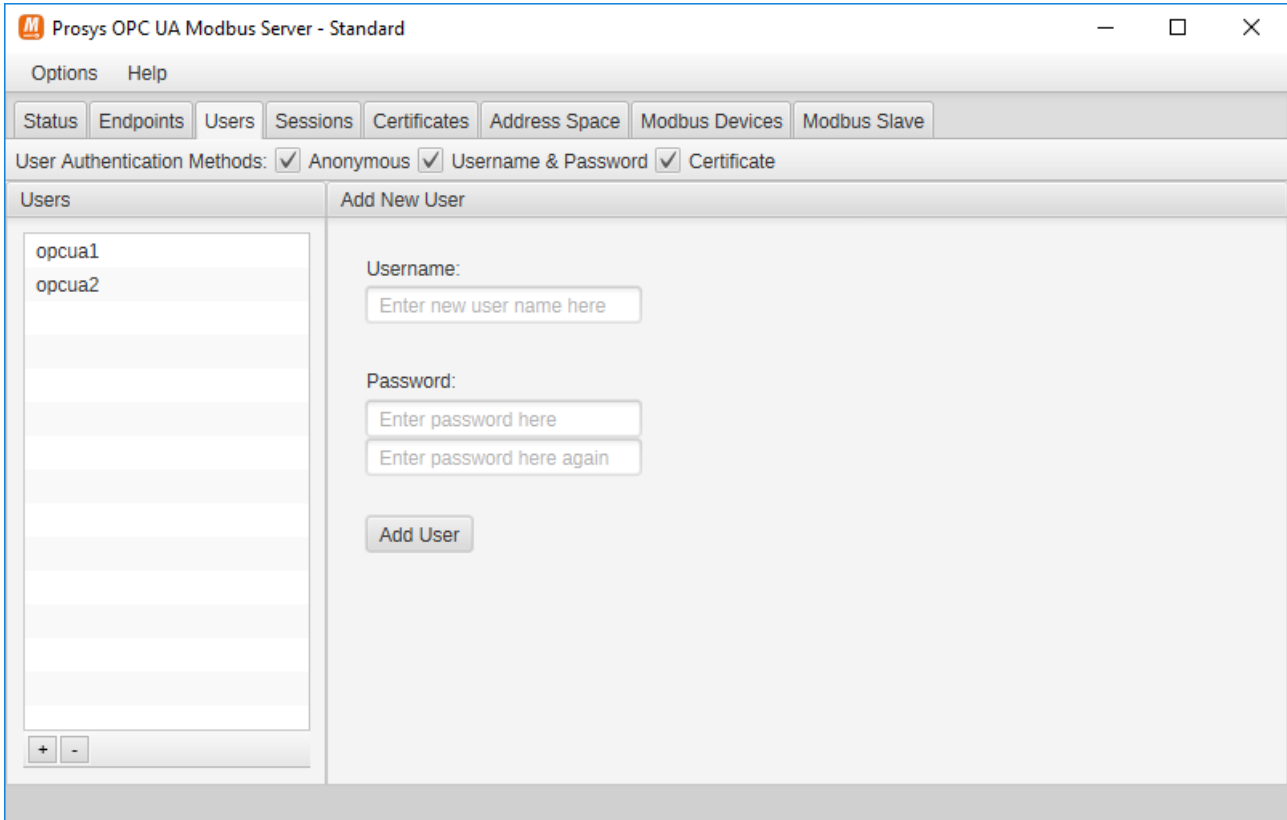 Prosys OPC UA Modbus Server - Standard
Options Help
Status Endpoints Users Sessions Certificates Address Space Modbus Devices Modbus Slave
User Authentication Methods: Anonymous Username & Password Certificate
Users Add New User
opcua1
opcua2
Username:
Enter new user name here
Password:
Enter password here
Enter password here again
Add User
+ -